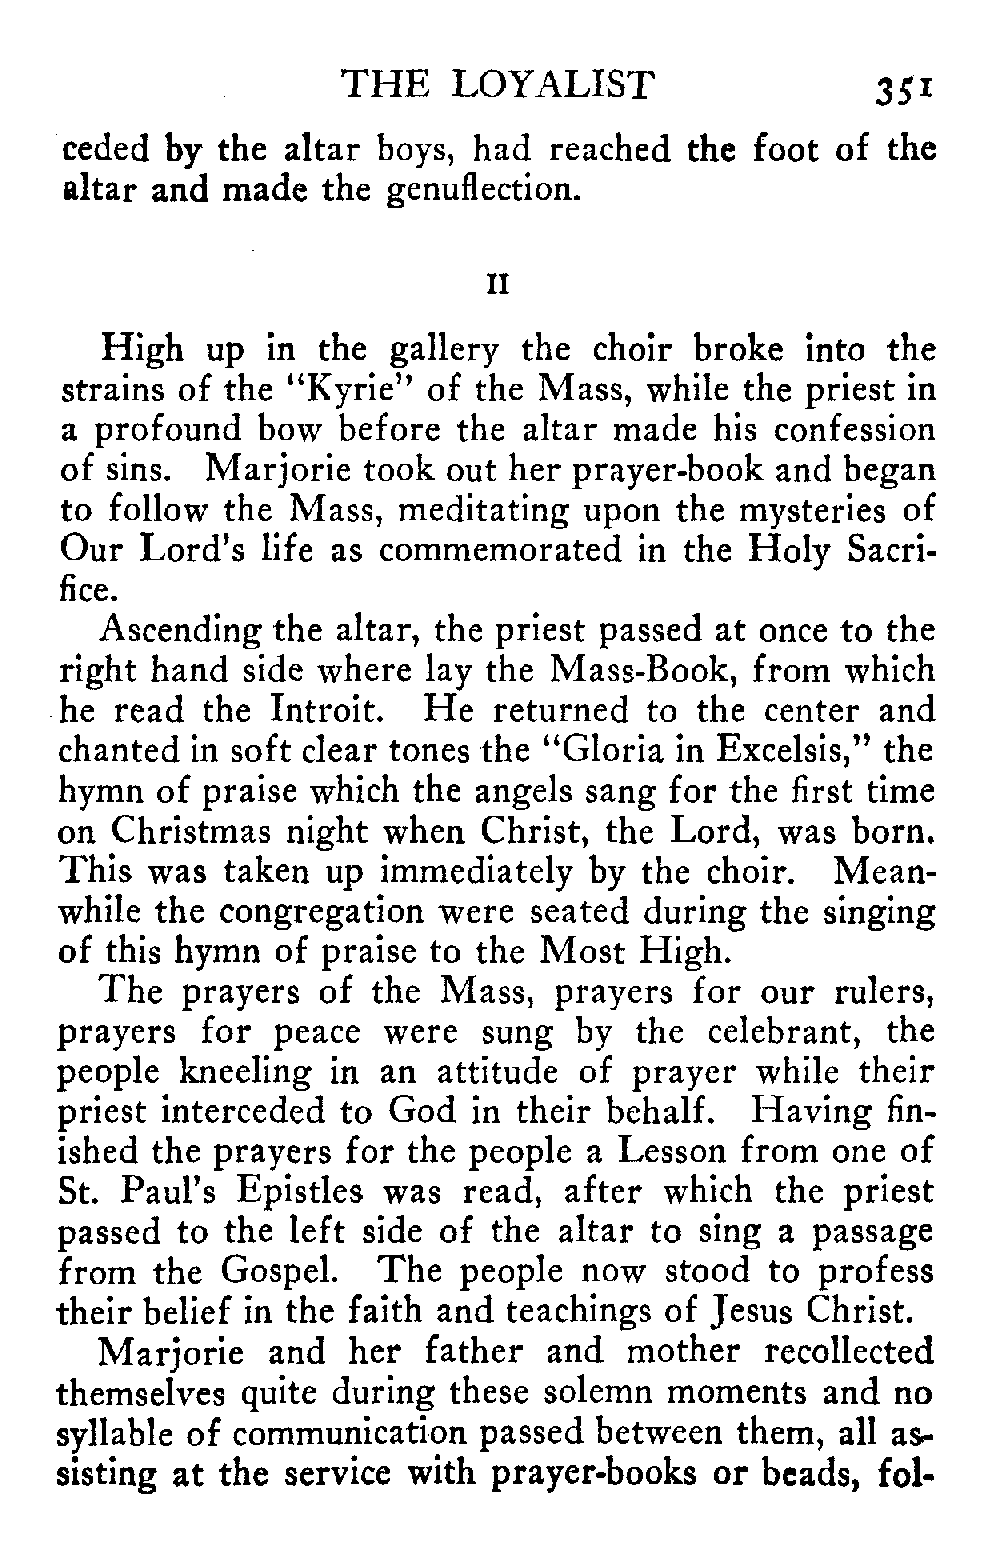 THE LOYALIST 351
ceded by the altar boys, had reached the foot of the
altar and made the genuflection.
II
High up in the gallery the choir broke into the
strains of the "Kyrie" of the Mass, while the priest in
a profound bow before the altar made his confession
of sins. Marjorie took out her prayer-book and began
to follow the Mass, meditating upon the mysteries of
Our Lord's life as commemorated in the Holy Sacri-
fice.
Ascending the altar, the priest passed at once to the
right hand side where lay the Mass-Book, from which
he read the Introit. He returned to the center and
chanted in soft clear tones the "Gloria in Excelsis," the
hymn of praise which the angels sang for the first time
on Christmas night when Christ, the Lord, was born.
This was taken up immediately by the choir. Mean-
while the congregation were seated during the singing
of this hymn of praise to the Most High.
The prayers of the Mass, prayers for our rulers,
prayers for peace were sung by the celebrant, the
people kneeling in an attitude of prayer while their
priest interceded to God in their behalf. Having fin-
ished the prayers for the people a Lesson from one of
St. Paul's Epistles was read, after which the priest
passed to the left side of the altar to sing a passage
from the Gospel. The people now stood to profess
their belief in the faith and teachings of Jesus Christ.
Marjorie and her father and mother recollected
themselves quite during these solemn moments and no
syllable of communication passed between them, all as-
sisting at the service with prayer-books or beads, fol-